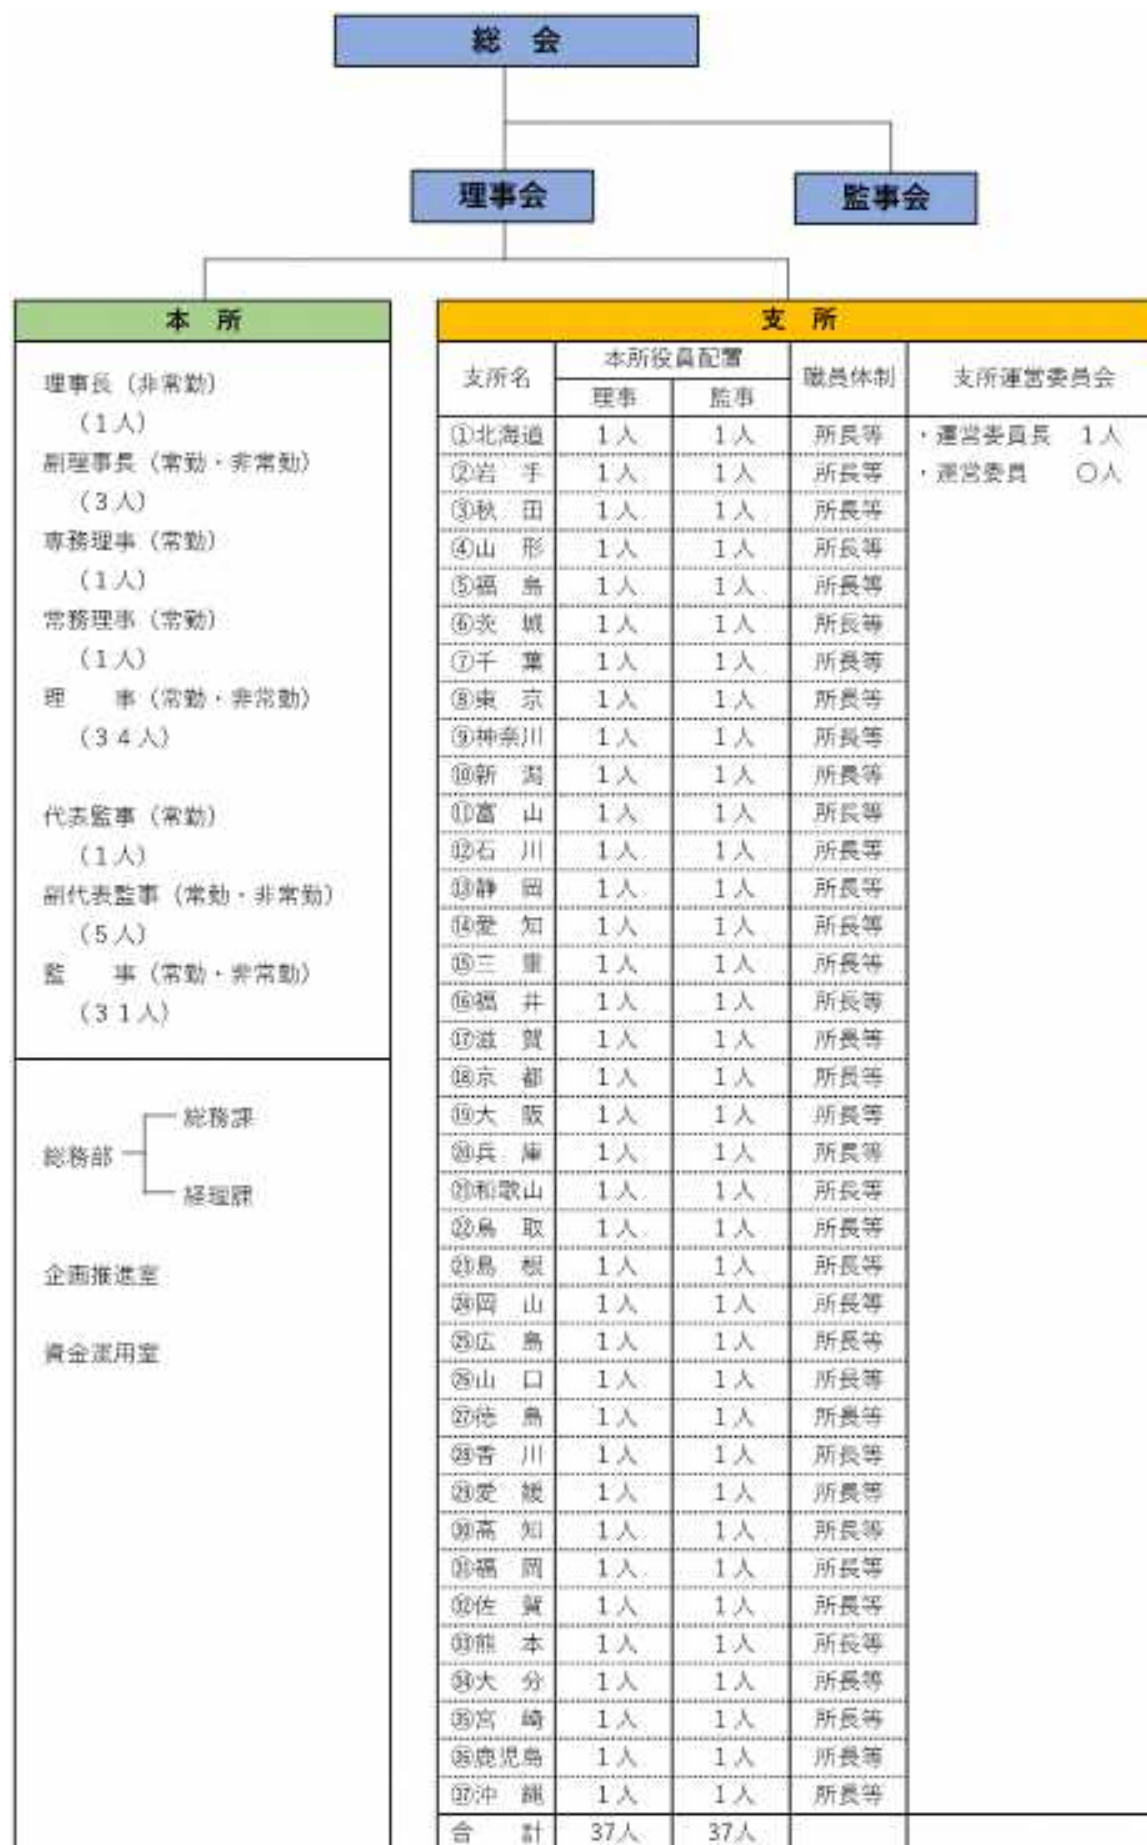 総　会
理事会
監事会
本　所
理事長（非常勤）
（１人）
副理事長（常勤・非常勤）
（３人）
専務理事（常勤）
（１人）
常務理事（常勤）
（１人）
理　　事（常勤・非常勤）
（３４人）
代表監事（常勤）
（１人）
副代表監事（常勤・非常勤）
（５人）
監　　事（常勤・非常勤）
（３１人）
総務部
総務課
経理課
企画推進室
資金運用室
支　所
支所名　本所役員配置　職員体制　支所運営委員会
理事　監事
①北海道　1人　1人　所長等　・運営委員長　1人
②岩　手　1人　1人　所長等　・運営委員　〇人
③秋　田　1人　1人　所長等
④山　形　1人　1人　所長等
⑤福　島　1人　1人　所長等
⑥茨　城　1人　1人　所長等
⑦千　葉　1人　1人　所長等
⑧東　京　1人　1人　所長等
⑨神奈川　1人　1人　所長等
⑩新　潟　1人　1人　所長等
⑪富　山　1人　1人　所長等
⑫石　川　1人　1人　所長等
⑬静　岡　1人　1人　所長等
⑭愛　知　1人　1人　所長等
⑮三　重　1人　1人　所長等
⑯福　井　1人　1人　所長等
⑰滋　賀　1人　1人　所長等
⑱京　都　1人　1人　所長等
⑲大　阪　1人　1人　所長等
⑳兵　庫　1人　1人　所長等
㉑和歌山　1人　1人　所長等
㉒鳥　取　1人　1人　所長等
㉓島　根　1人　1人　所長等
㉔岡　山　1人　1人　所長等
㉕広　島　1人　1人　所長等
㉖山　口　1人　1人　所長等
㉗徳　島　1人　1人　所長等
㉘香　川　1人　1人　所長等
㉙愛　媛　1人　1人　所長等
㉚高　知　1人　1人　所長等
㉛福　岡　1人　1人　所長等
㉜佐　賀　1人　1人　所長等
㉝熊　本　1人　1人　所長等
㉞大　分　1人　1人　所長等
㉟宮　崎　1人　1人　所長等
㊱鹿児島　1人　1人　所長等
㊲沖　縄　1人　1人　所長等
合　計　37人　37人